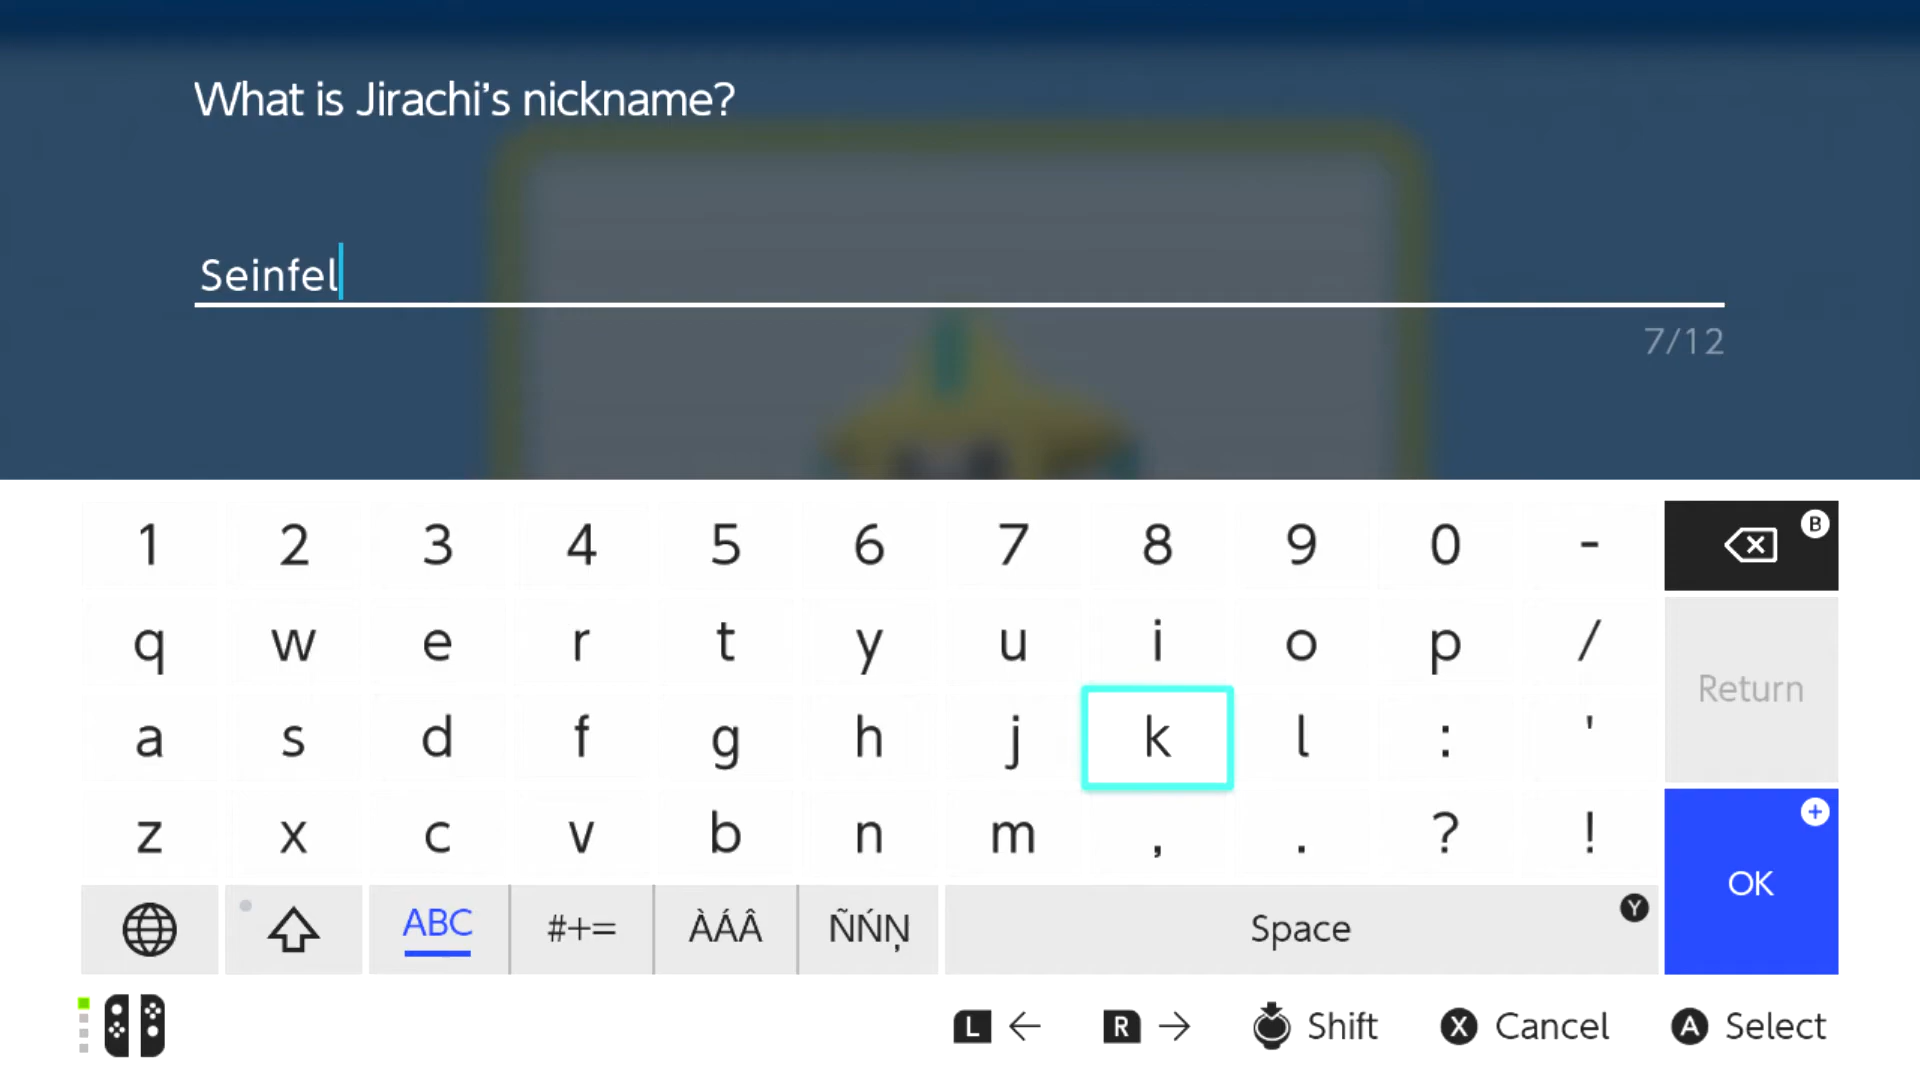 What is Jirachi's nickname?
Seinfel
7/12
1 2 3 4 5 6 7 8 9 0 - B
q w e r t y u i o p /
Return
a s d f g h j k l : '
z x c v b n m , . ? ! +
OK
ABC #+= ÀÁÂ ÑŃŅ Space Y
L ← R → Shift X Cancel A Select